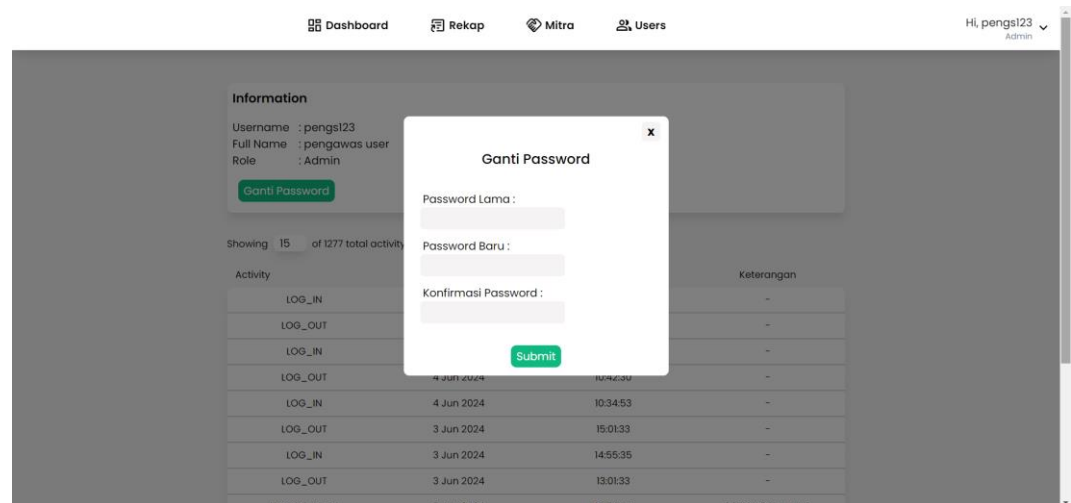 Dashboard Rekap Mitra Users Hi, pengs123
Admin
Information
Username : pengs123
Full Name : pengawas user
Role : Admin
Ganti Password
x
Ganti Password
Password Lama :
Password Baru :
Konfirmasi Password :
Submit
Showing 15 of 1277 total activity
Activity Keterangan
LOG_IN -
LOG_OUT -
LOG_IN -
LOG_OUT 4 Jun 2024 10:42:30 -
LOG_IN 4 Jun 2024 10:34:53 -
LOG_OUT 3 Jun 2024 15:01:33 -
LOG_IN 3 Jun 2024 14:55:35 -
LOG_OUT 3 Jun 2024 13:01:33 -